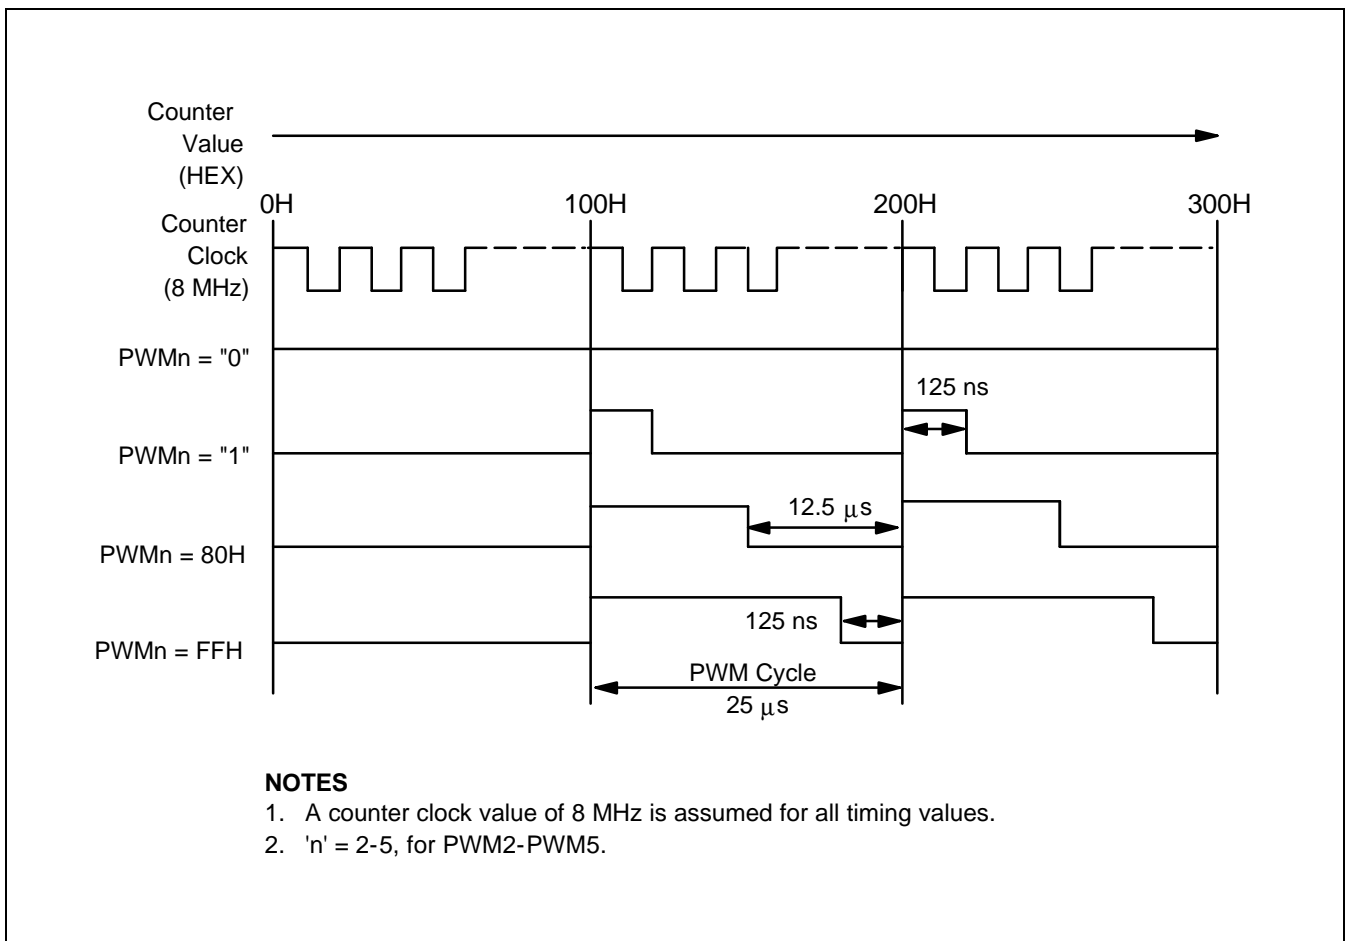 Counter
Value
(HEX)
0H 100H 200H 300H
Counter
Clock
(8 MHz)
PWMn = "0"
125 ns
PWMn = "1"
12.5 μs
PWMn = 80H
125 ns
PWMn = FFH
PWM Cycle
25 μs
NOTES
1. A counter clock value of 8 MHz is assumed for all timing values.
2. 'n' = 2-5, for PWM2-PWM5.